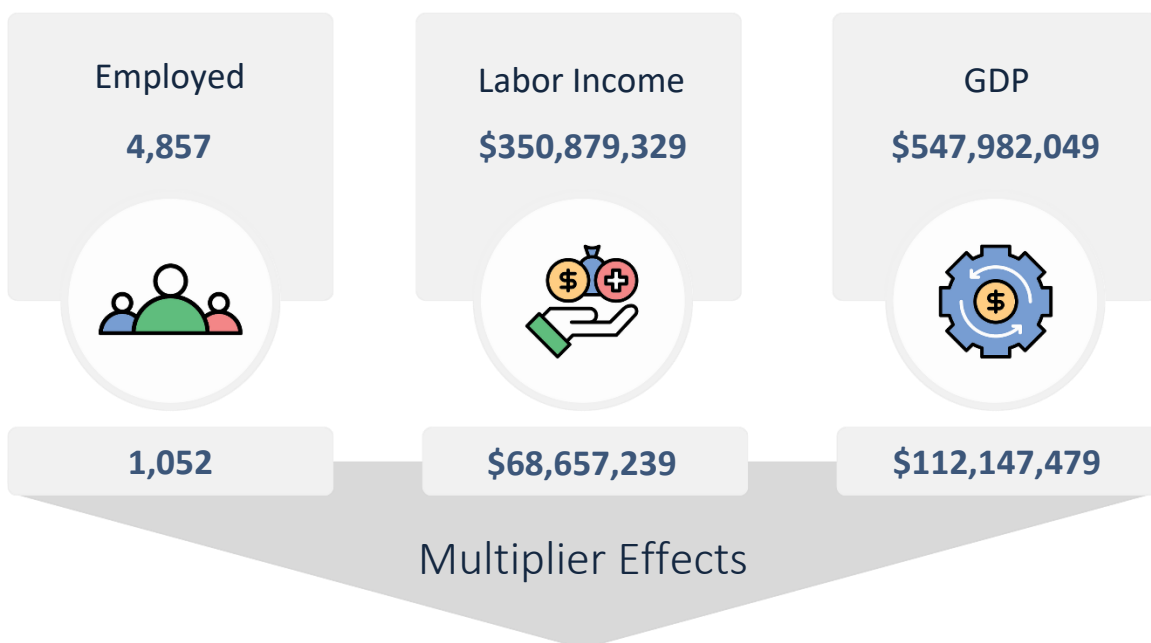 Employed
4,857
Labor Income
$350,879,329
GDP
$547,982,049
$
$
1,052
$68,657,239
$112,147,479
Multiplier Effects